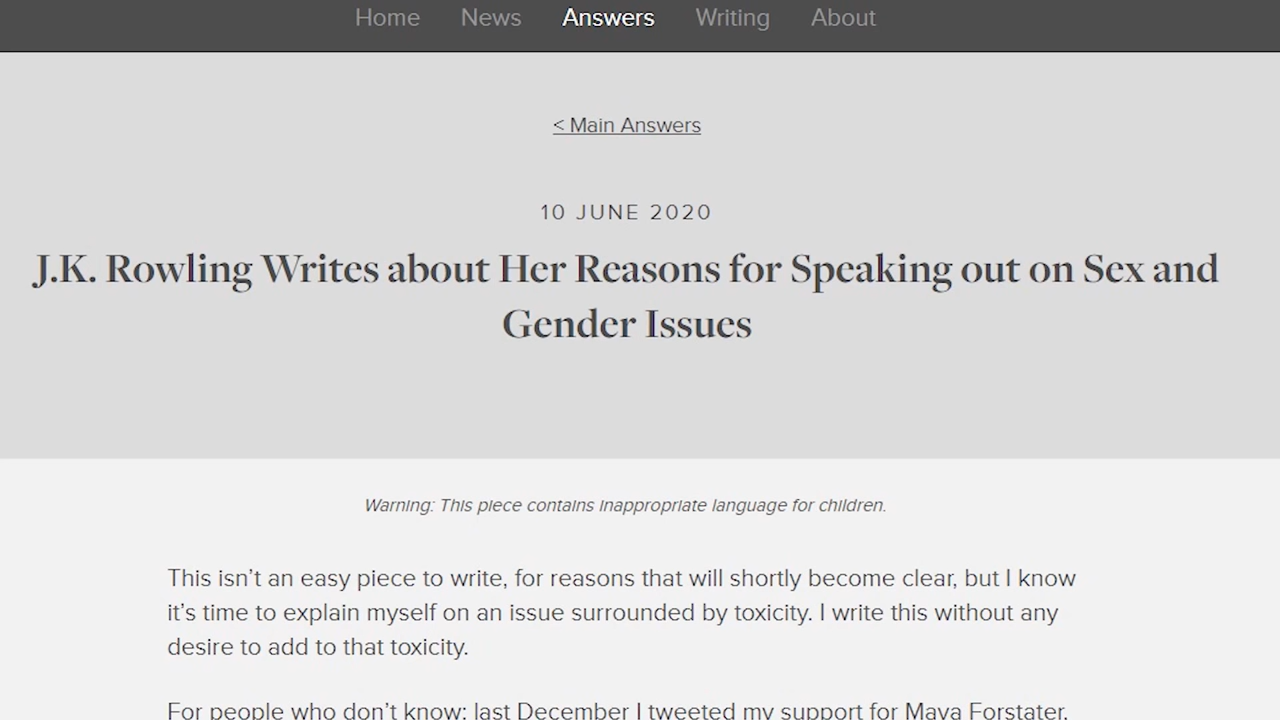 Home News Answers Writing About
< Main Answers
10 JUNE 2020
J.K. Rowling Writes about Her Reasons for Speaking out on Sex and
Gender Issues
Warning: This piece contains inappropriate language for children.
This isn’t an easy piece to write, for reasons that will shortly become clear, but I know
it’s time to explain myself on an issue surrounded by toxicity. I write this without any
desire to add to that toxicity.
For people who don’t know: last December I tweeted my support for Maya Forstater,